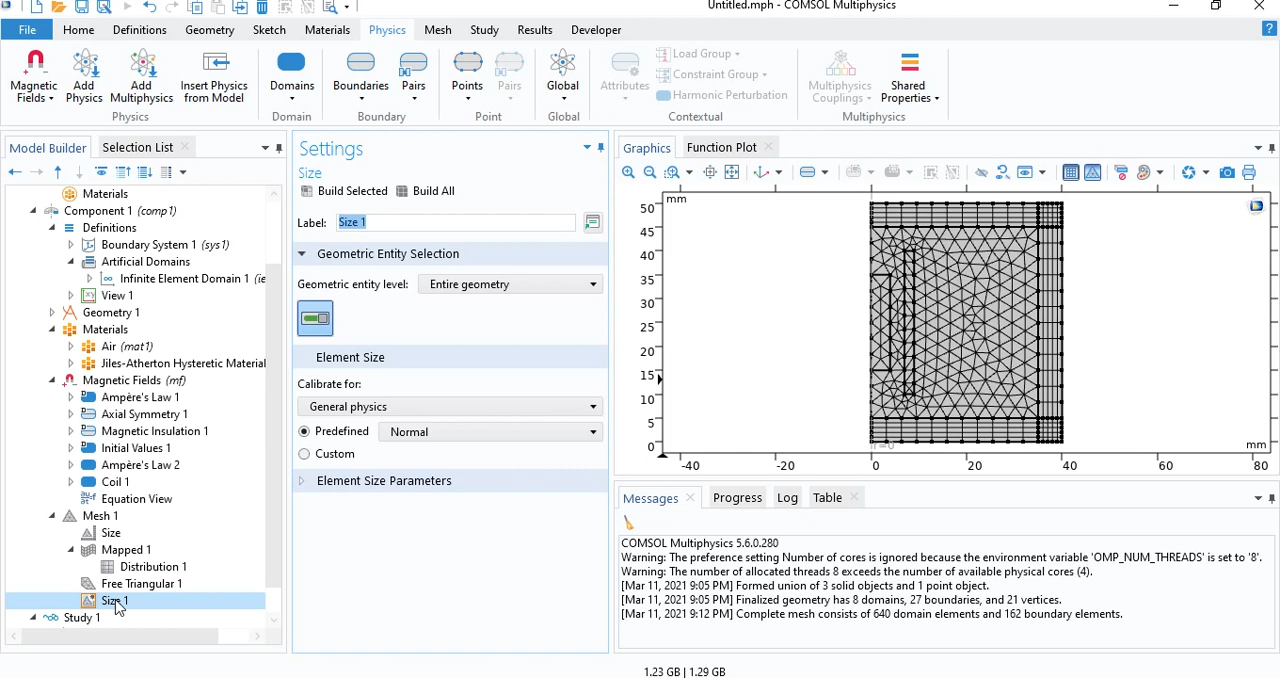 Untitled.mph - COMSOL Multiphysics
File Home Definitions Geometry Sketch Materials Physics Mesh Study Results Developer
Magnetic Fields
Add Physics
Add Multiphysics
Insert Physics from Model
Domains
Boundaries
Pairs
Points
Pairs
Global
Attributes
Load Group
Constraint Group
Harmonic Perturbation
Multiphysics Couplings
Shared Properties
Physics Domain Boundary Point Global Contextual Multiphysics
Model Builder Selection List
Materials
Component 1 (comp1)
Definitions
Boundary System 1 (sys1)
Artificial Domains
Infinite Element Domain 1 (ie
View 1
Geometry 1
Materials
Air (mat1)
Jiles-Atherton Hysteretic Material
Magnetic Fields (mf)
Ampère's Law 1
Axial Symmetry 1
Magnetic Insulation 1
Initial Values 1
Ampère's Law 2
Coil 1
Equation View
Mesh 1
Size
Mapped 1
Distribution 1
Free Triangular 1
Size 1
Study 1
Settings
Size
Build Selected Build All
Label: Size 1
Geometric Entity Selection
Geometric entity level: Entire geometry
Element Size
Calibrate for:
General physics
Predefined Normal
Custom
Element Size Parameters
Graphics Function Plot
mm
50
45
40
35
30
25
20
15
10
5
0
r=0
mm
-40 -20 0 20 40 60 80
Messages Progress Log Table
COMSOL Multiphysics 5.6.0.280
Warning: The preference setting Number of cores is ignored because the environment variable 'OMP_NUM_THREADS' is set to '8'.
Warning: The number of allocated threads 8 exceeds the number of available physical cores (4).
[Mar 11, 2021 9:05 PM] Formed union of 3 solid objects and 1 point object.
[Mar 11, 2021 9:05 PM] Finalized geometry has 8 domains, 27 boundaries, and 21 vertices.
[Mar 11, 2021 9:12 PM] Complete mesh consists of 640 domain elements and 162 boundary elements.
1.23 GB | 1.29 GB